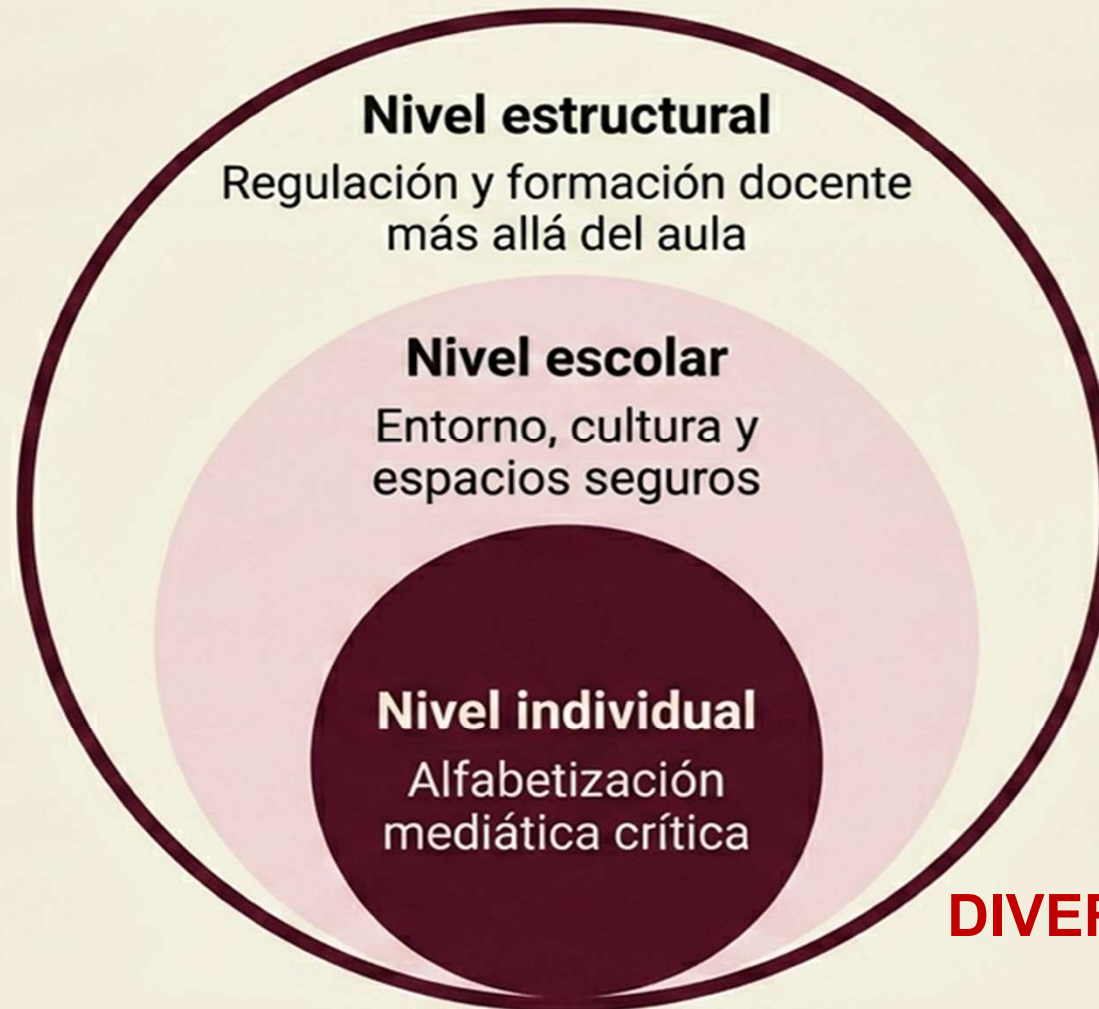 Nivel estructural
Regulación y formación docente
más allá del aula
Nivel escolar
Entorno, cultura y
espacios seguros
Nivel individual
Alfabetización
mediática crítica